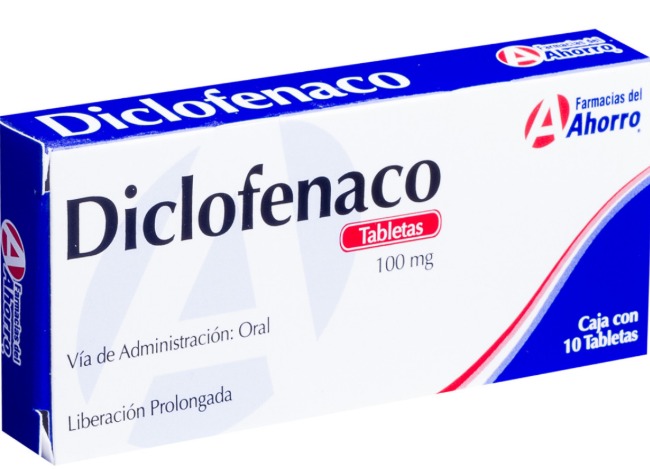 Diclofenaco
Farmacias del
Ahorro
Farmacias del
Ahorro
Diclofenaco
Tabletas
100 mg
Vía de Administración: Oral
Liberación Prolongada
Caja con
10 Tabletas
Farmacias del
Ahorro